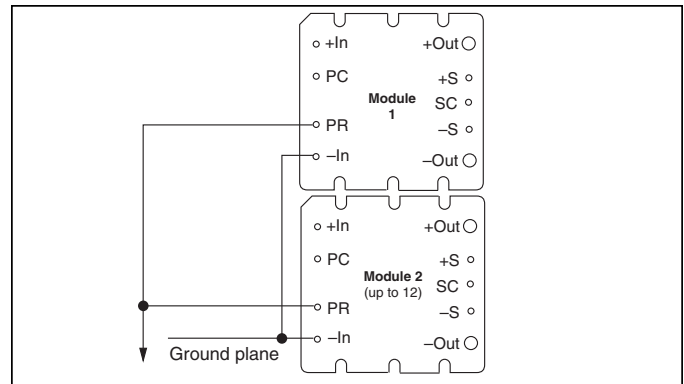 +In +Out
PC +S
Module
1
SC
PR –S
–In –Out
+In +Out
PC +S
Module 2
(up to 12)
SC
PR –S
–In –Out
Ground plane